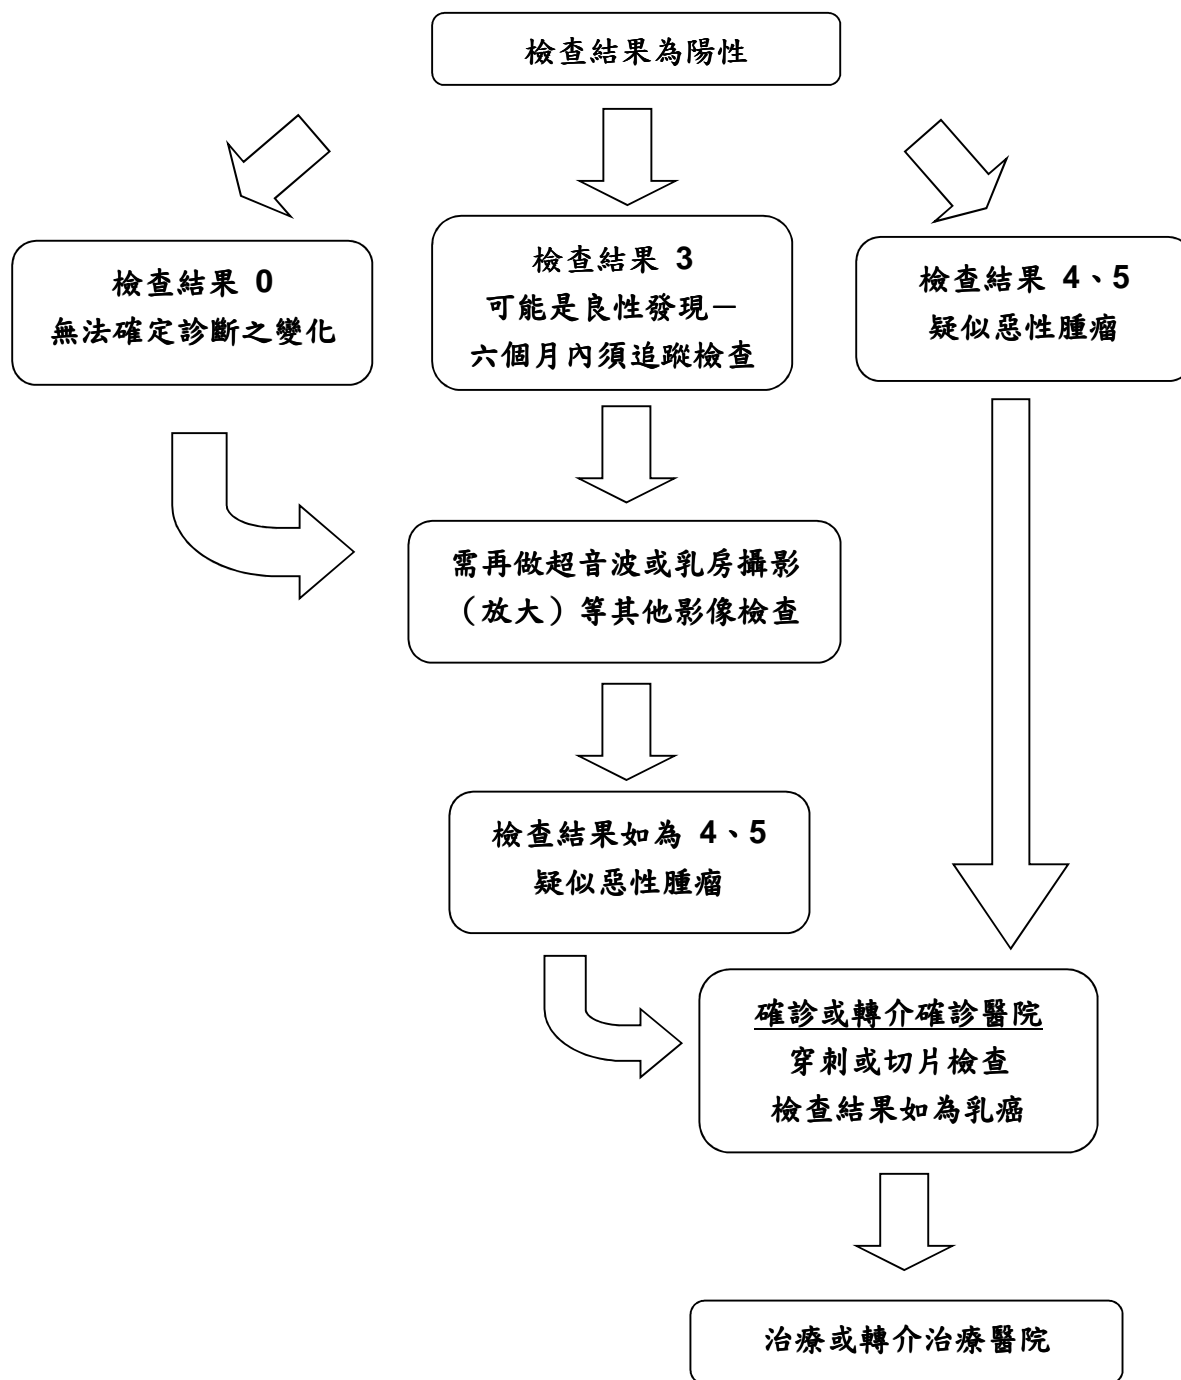 檢查結果為陽性
檢查結果 0
無法確定診斷之變化
檢查結果 3
可能是良性發現－
六個月內須追蹤檢查
檢查結果 4、5
疑似惡性腫瘤
需再做超音波或乳房攝影
（放大）等其他影像檢查
檢查結果如為 4、5
疑似惡性腫瘤
確診或轉介確診醫院
穿刺或切片檢查
檢查結果如為乳癌
治療或轉介治療醫院